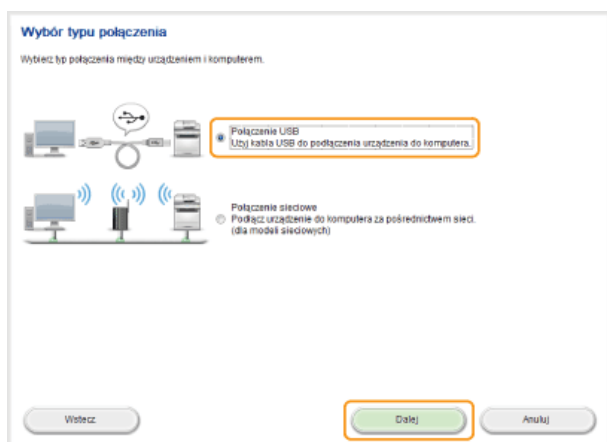 Wybór typu połączenia
Wybierz typ połączenia między urządzeniem i komputerem.
Połączenie USB
Użyj kabla USB do podłączenia urządzenia do komputera.
Połączenie sieciowe
Podłącz urządzenie do komputera za pośrednictwem sieci.
(dla modeli sieciowych)
Wstecz
Dalej
Anuluj